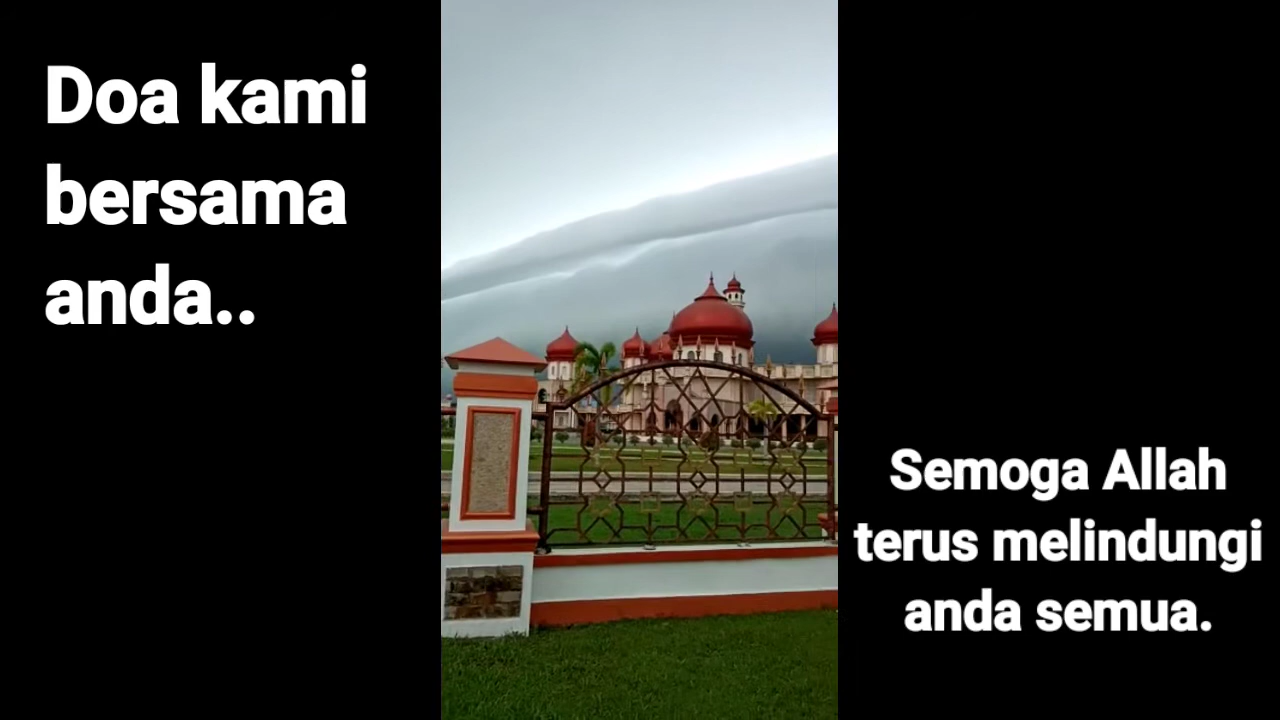 Doa kami
bersama
anda..
Semoga Allah
terus melindungi
anda semua.